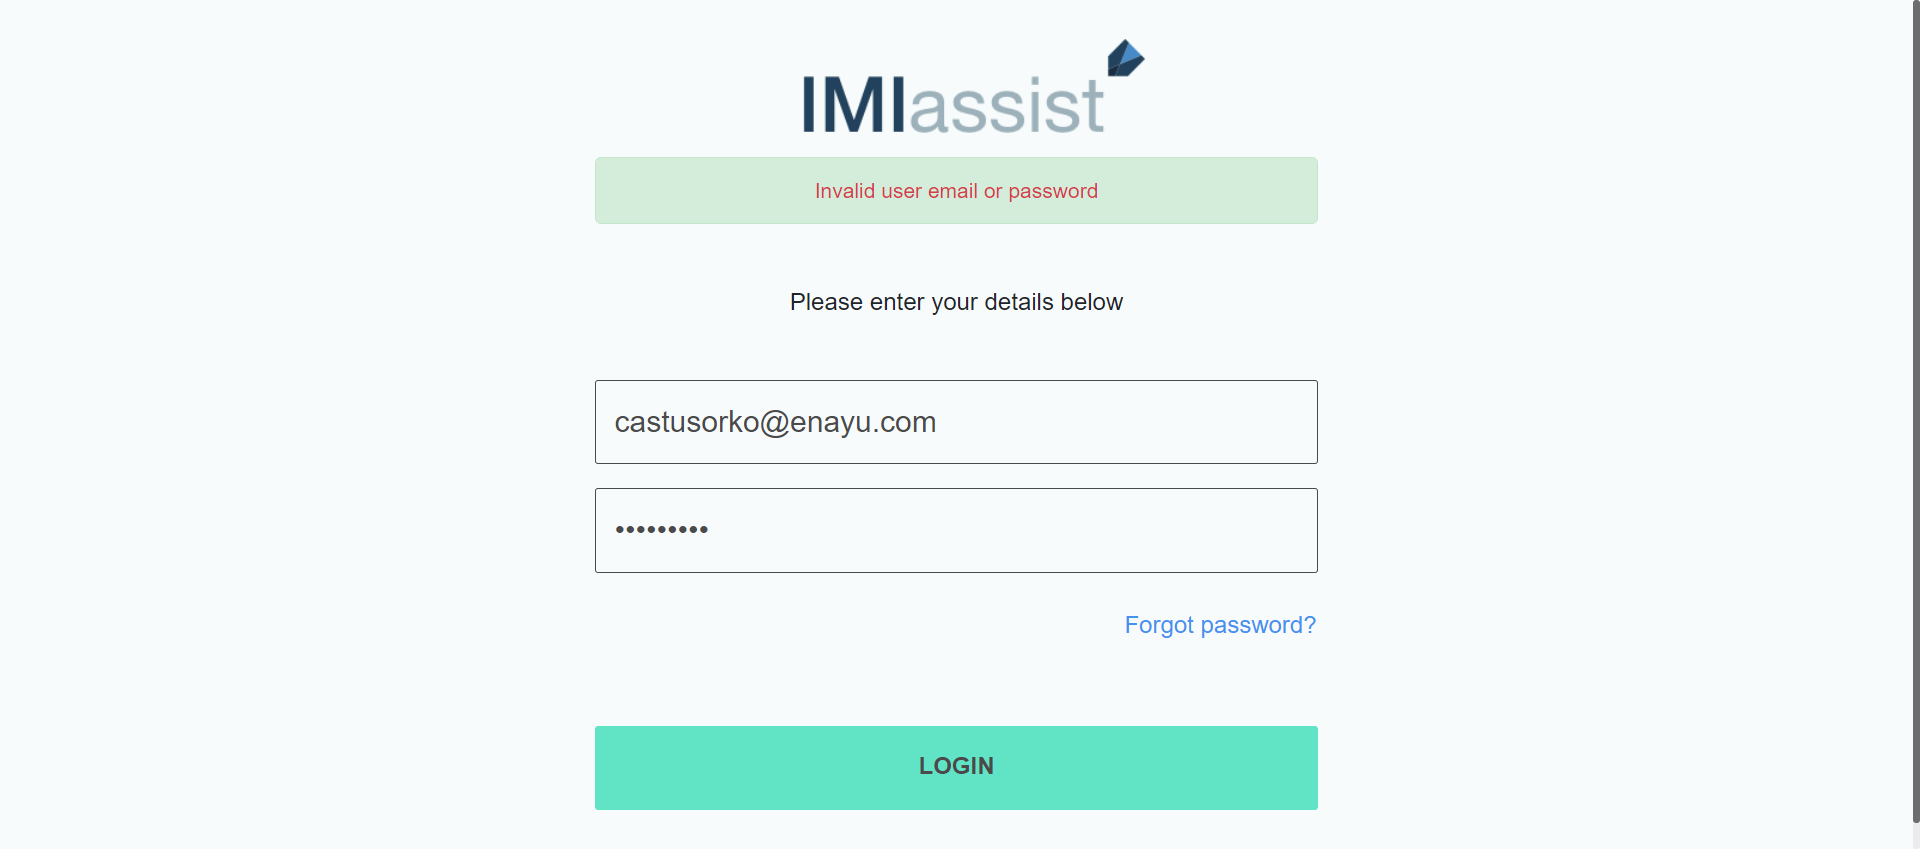 IMIassist
Invalid user email or password
Please enter your details below
castusorko@enayu.com
•••••••••
Forgot password?
LOGIN